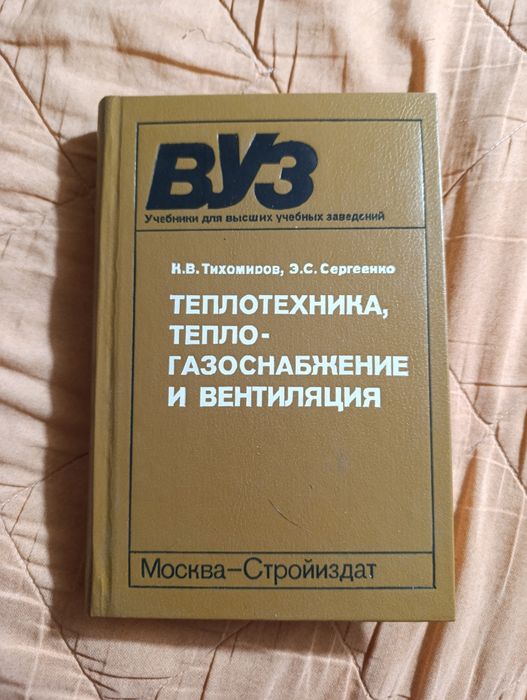 ВУЗ
Учебники для высших учебных заведений
К.В.Тихомиров, Э.С.Сергеенко
ТЕПЛОТЕХНИКА,
ТЕПЛО-
ГАЗОСНАБЖЕНИЕ
И ВЕНТИЛЯЦИЯ
Москва–Стройиздат